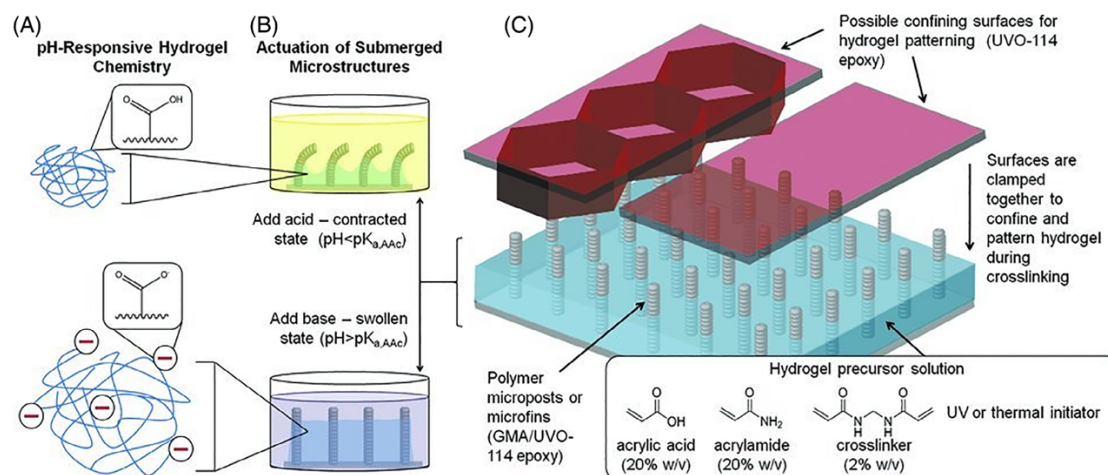 (A)
pH-Responsive Hydrogel
Chemistry
O
OH
O
O-
(B)
Actuation of Submerged
Microstructures
Add acid – contracted
state (pH<pKa,AAc)
Add base – swollen
state (pH>pKa,AAc)
(C)
Possible confining surfaces for
hydrogel patterning (UVO-114
epoxy)
Surfaces are
clamped
together to
confine and
pattern hydrogel
during
crosslinking
Polymer
microposts or
microfins
(GMA/UVO-
114 epoxy)
Hydrogel precursor solution
O
OH
O
NH2
O
N
H
N
H
O
UV or thermal initiator
acrylic acid
(20% w/v)
acrylamide
(20% w/v)
crosslinker
(2% w/v)